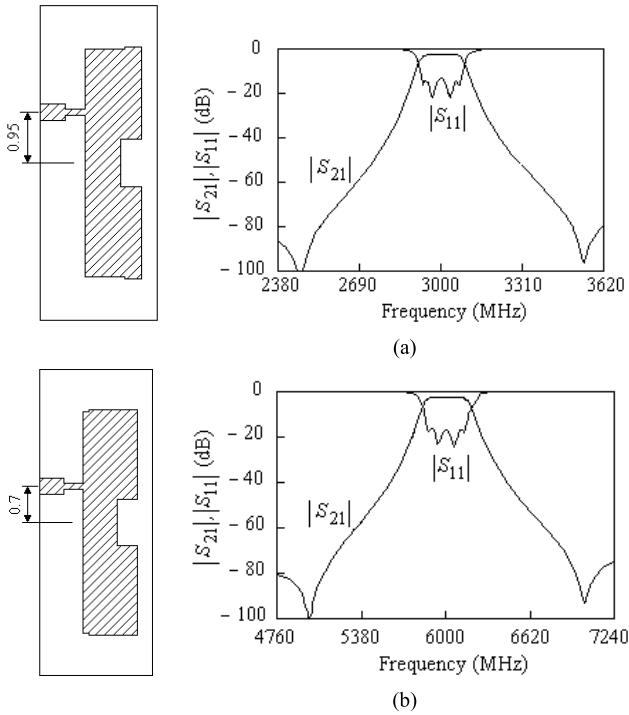 0.95
|S21|,|S11| (dB)
0
– 20
– 40
– 60
– 80
– 100
|S11|
|S21|
2380 2690 3000 3310 3620
Frequency (MHz)
(a)
0.7
|S21|,|S11| (dB)
0
– 20
– 40
– 60
– 80
– 100
|S11|
|S21|
4760 5380 6000 6620 7240
Frequency (MHz)
(b)